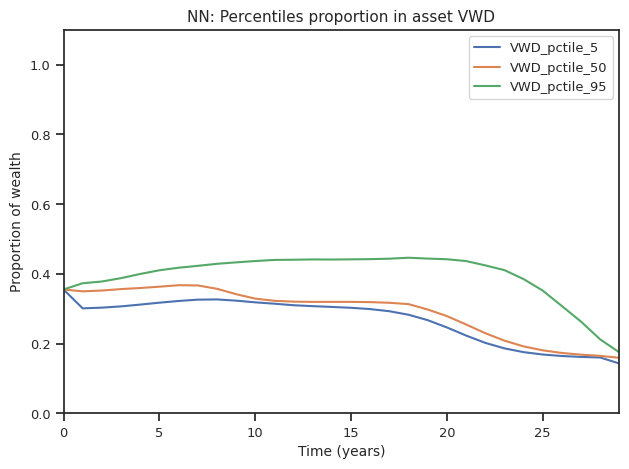 NN: Percentiles proportion in asset VWD
VWD_pctile_5
VWD_pctile_50
VWD_pctile_95
Proportion of wealth
1.0
0.8
0.6
0.4
0.2
0.0
0 5 10 15 20 25
Time (years)